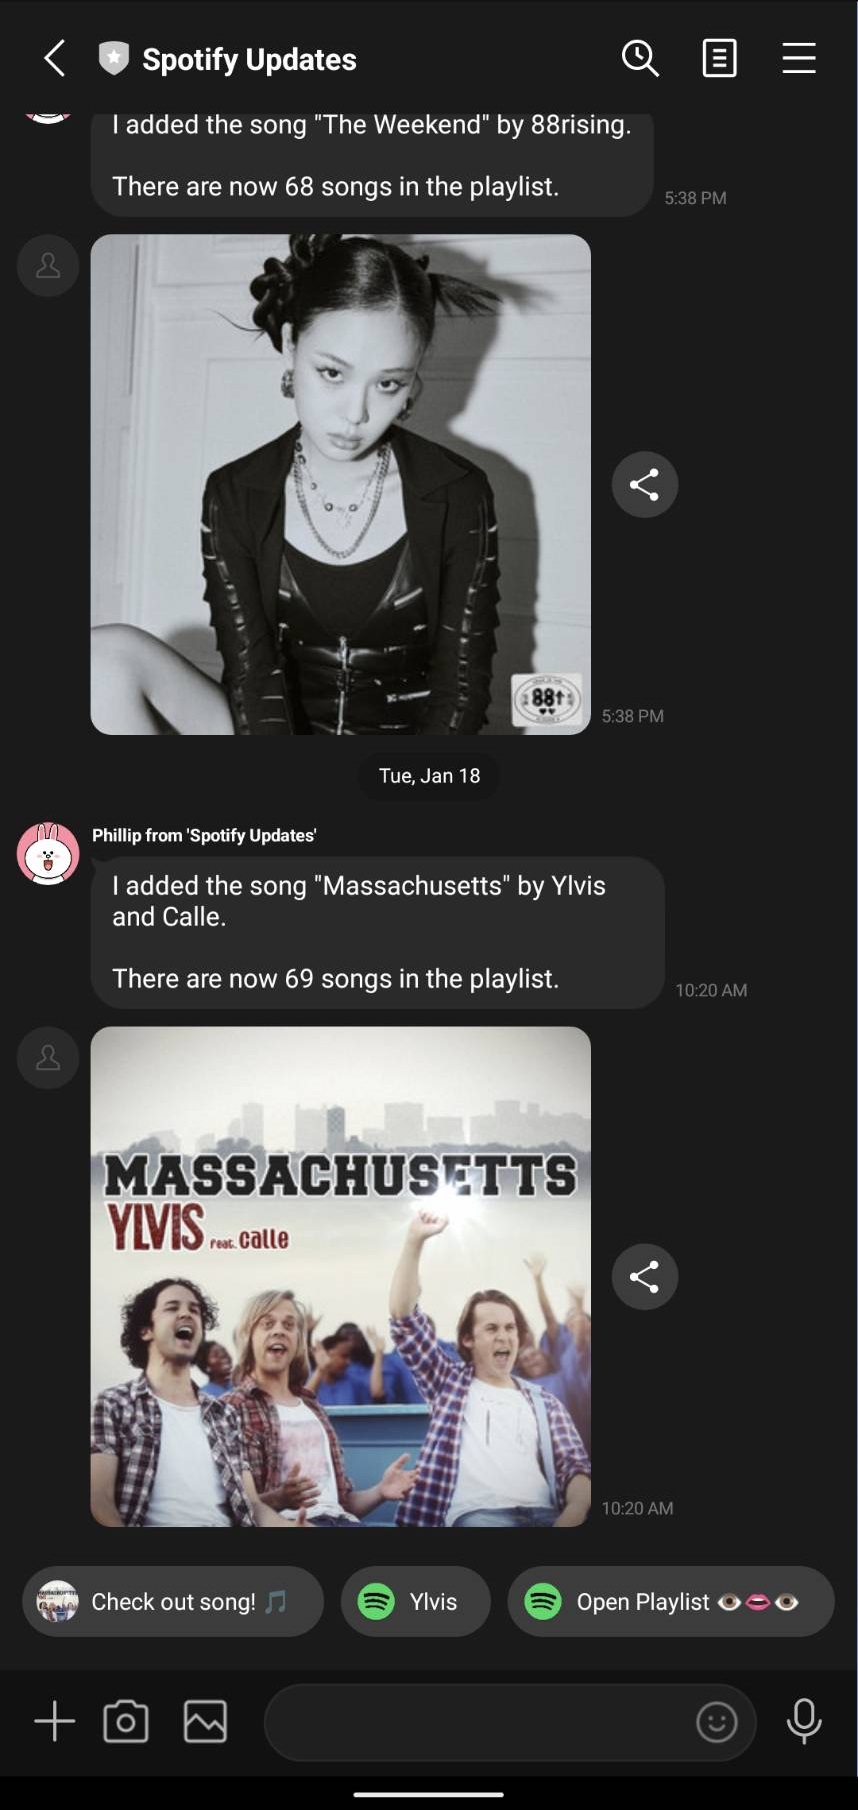 Spotify Updates
I added the song "The Weekend" by 88rising.
There are now 68 songs in the playlist.
5:38 PM
88↑
5:38 PM
Tue, Jan 18
Phillip from 'Spotify Updates'
I added the song "Massachusetts" by Ylvis
and Calle.
There are now 69 songs in the playlist.
10:20 AM
MASSACHUSETTS
YLVIS feat. calle
10:20 AM
Check out song! 🎵
Ylvis
Open Playlist 👁️👄👁️